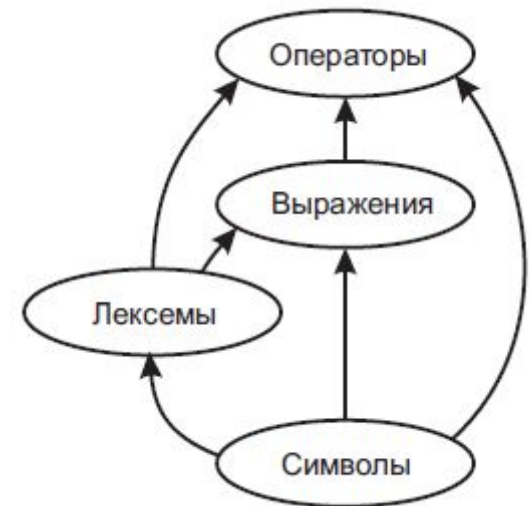 Операторы
Выражения
Лексемы
Символы